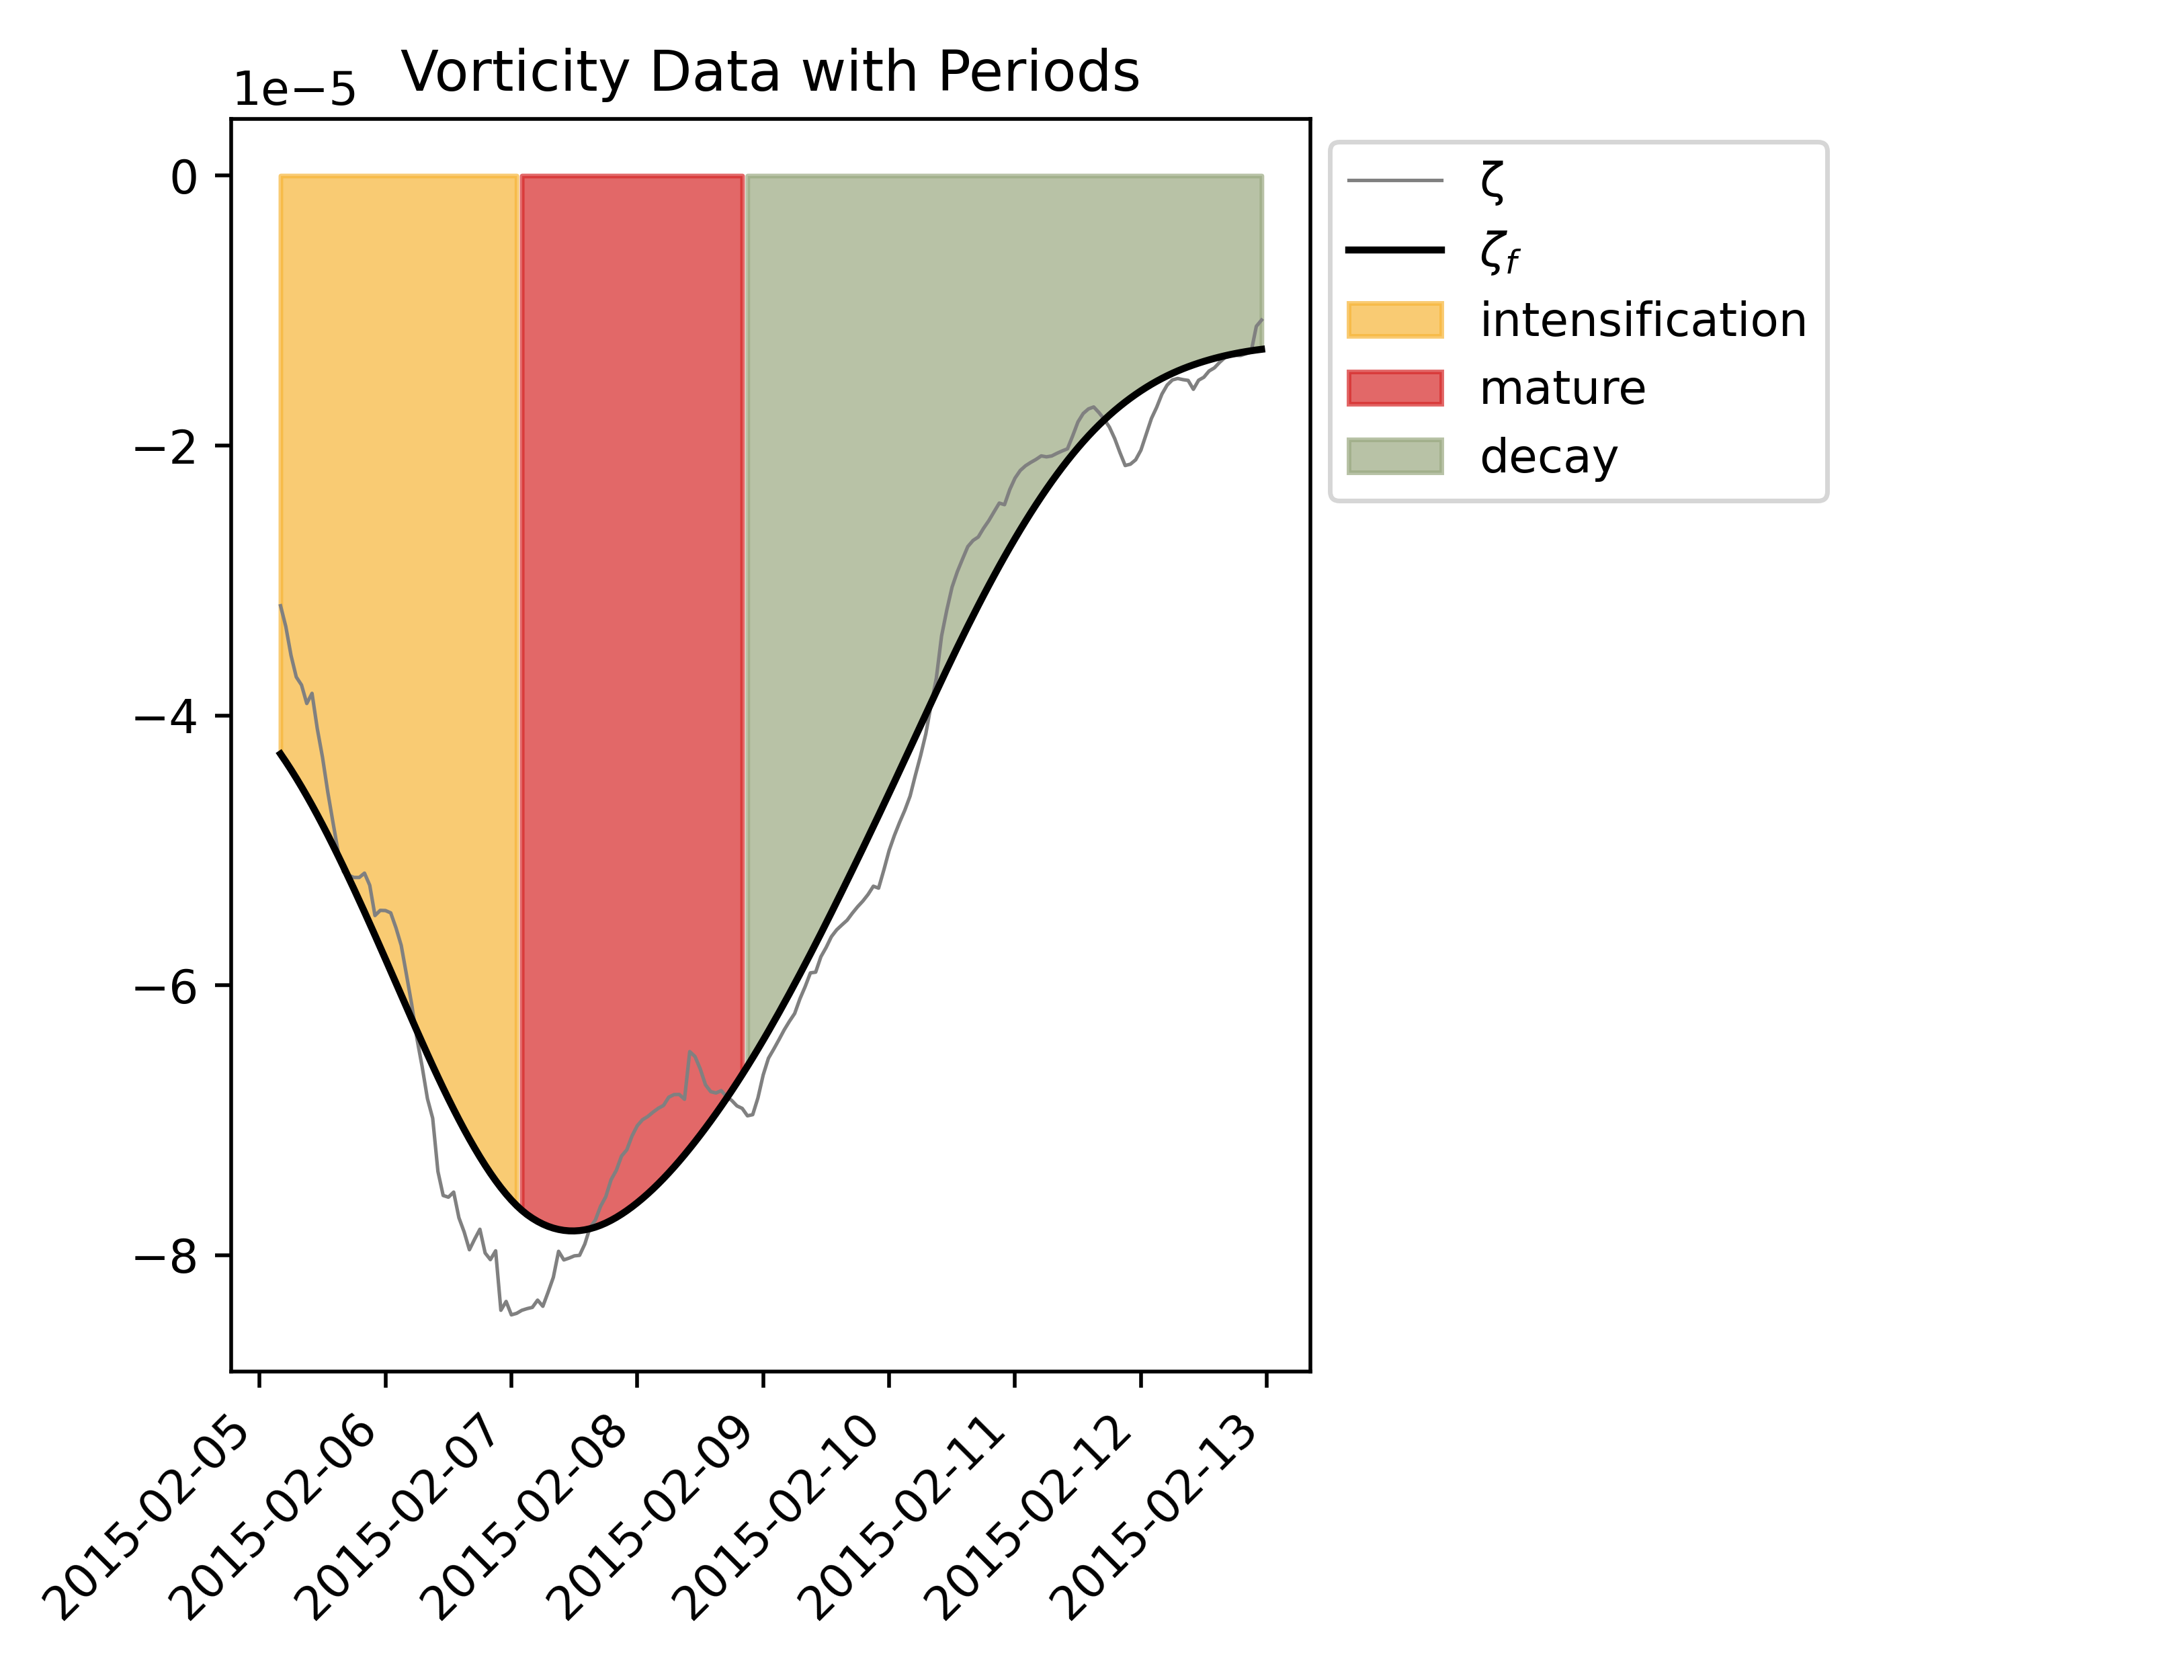 Vorticity Data with Periods
1e−5
0
−2
−4
−6
−8
2015-02-05
2015-02-06
2015-02-07
2015-02-08
2015-02-09
2015-02-10
2015-02-11
2015-02-12
2015-02-13
ζ
ζf
intensification
mature
decay